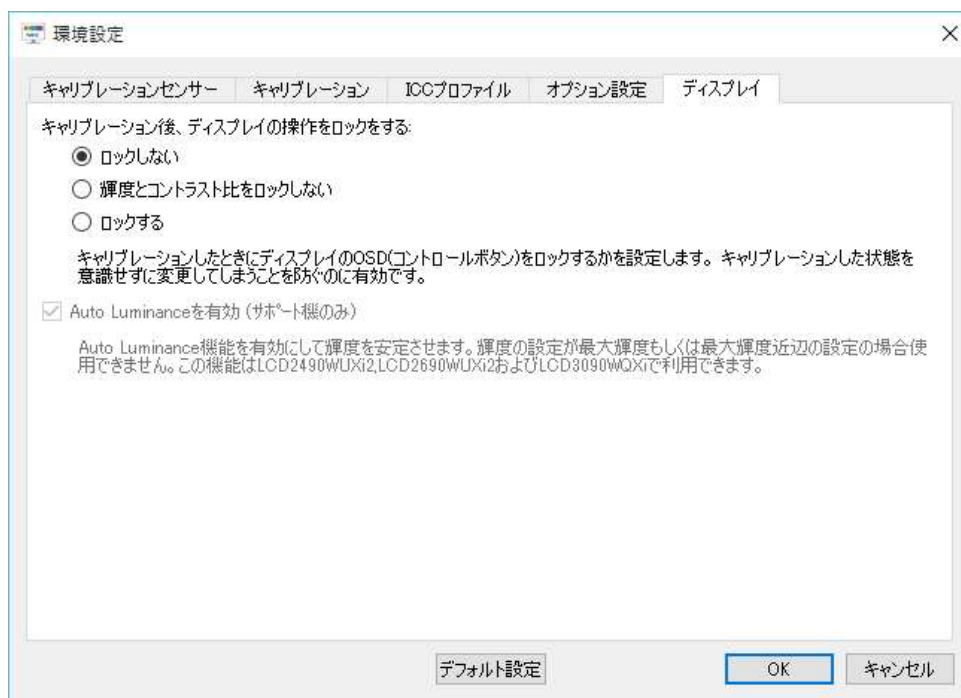 環境設定
キャリブレーションセンサー キャリブレーション ICCプロファイル オプション設定 ディスプレイ
キャリブレーション後、ディスプレイの操作をロックをする:
ロックしない
輝度とコントラスト比をロックしない
ロックする
キャリブレーションしたときにディスプレイのOSD(コントロールボタン)をロックするかを設定します。キャリブレーションした状態を
意識せずに変更してしまうことを防ぐのに有効です。
Auto Luminanceを有効 (サポート機のみ)
Auto Luminance機能を有効にして輝度を安定させます。輝度の設定が最大輝度もしくは最大輝度近辺の設定の場合使
用できません。この機能はLCD2490WUXi2,LCD2690WUXi2およびLCD3090WQXiで利用できます。
デフォルト設定 OK キャンセル